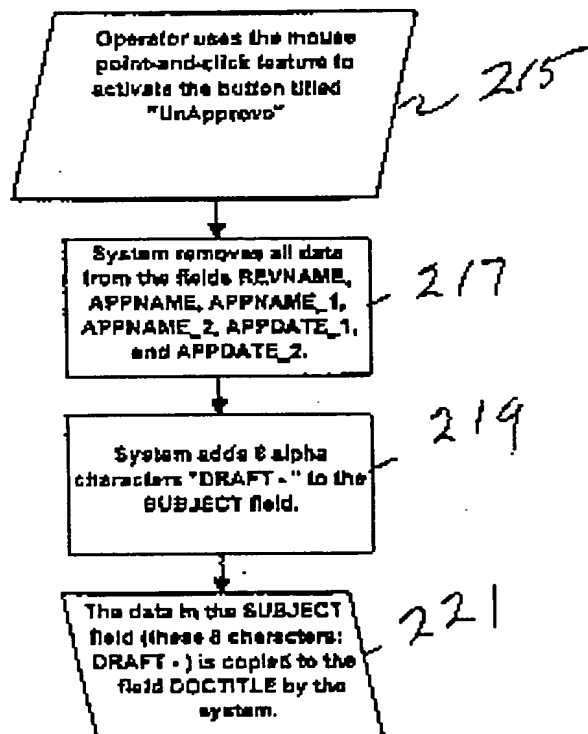 Operator uses the mouse
point-and-click feature to
activate the button titled
"UnApprove"
215
System removes all data
from the fields REVNAME,
APPNAME, APPNAME_1,
APPNAME_2, APPDATE_1,
and APPDATE_2.
217
System adds 8 alpha
characters "DRAFT - " to the
SUBJECT field.
219
The data in the SUBJECT
field (these 8 characters:
DRAFT - ) is copied to the
field DOCTITLE by the
system.
221